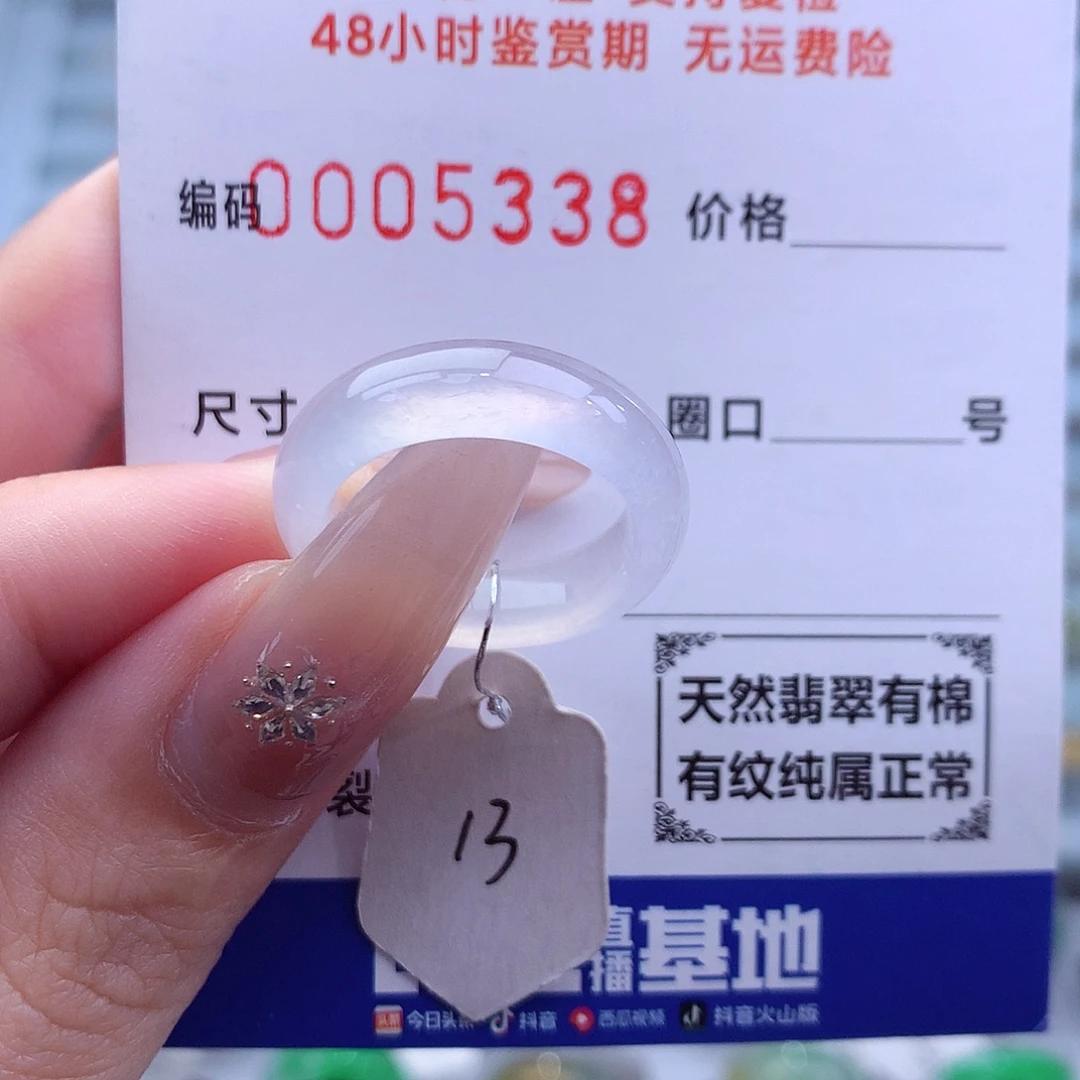 48小时鉴赏期 无运费险
编码0005338 价格
尺寸 圈口 号
天然翡翠有棉
有纹纯属正常
裂
13
直播基地
今日头条 抖音 西瓜视频 抖音火山版